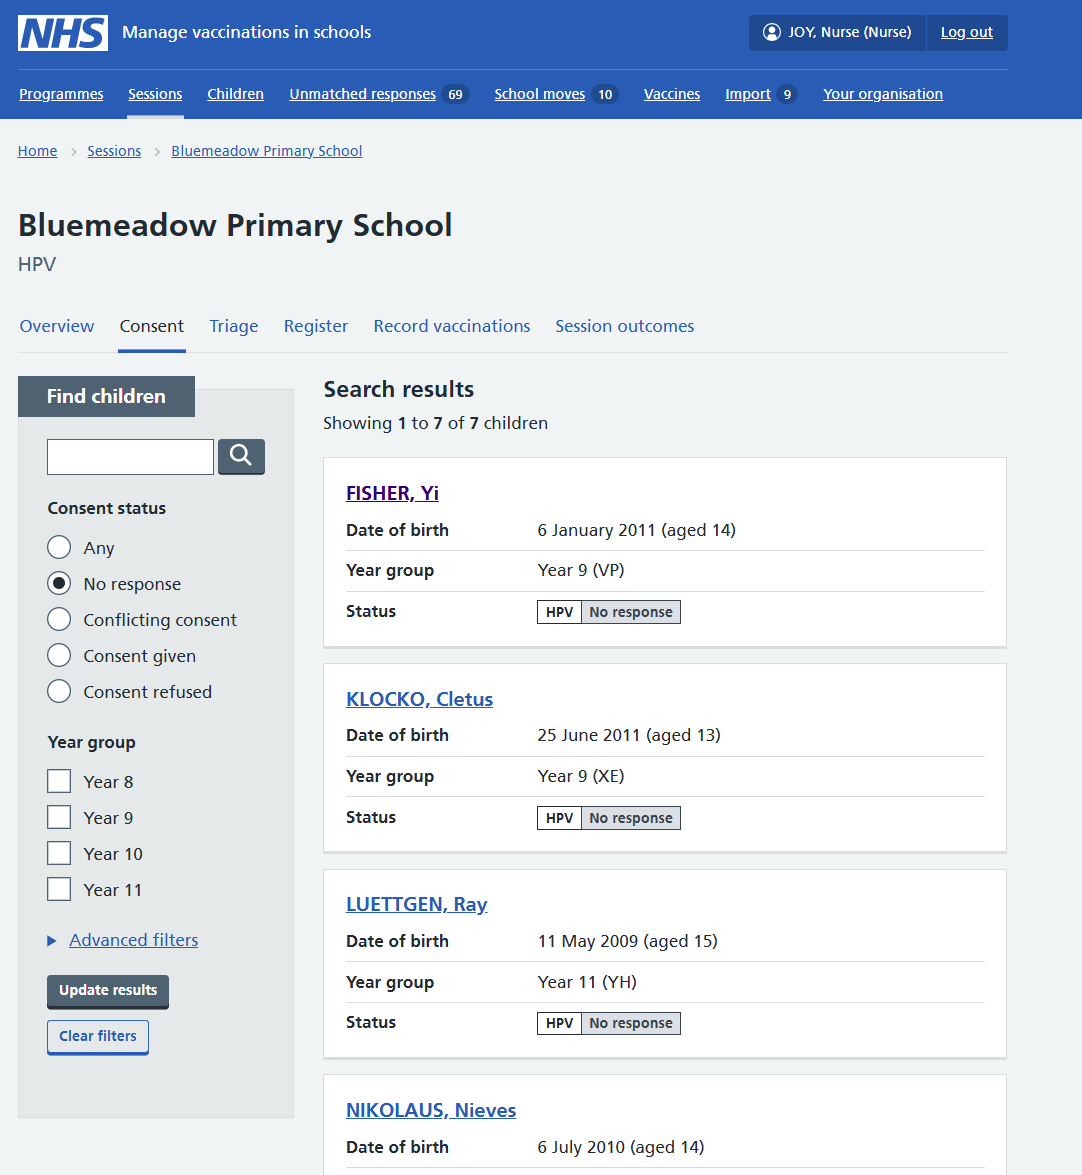 NHS Manage vaccinations in schools
JOY, Nurse (Nurse) Log out
Programmes Sessions Children Unmatched responses 69 School moves 10 Vaccines Import 9 Your organisation
Home Sessions Bluemeadow Primary School
Bluemeadow Primary School
HPV
Overview Consent Triage Register Record vaccinations Session outcomes
Find children
Consent status
Any
No response
Conflicting consent
Consent given
Consent refused
Year group
Year 8
Year 9
Year 10
Year 11
Advanced filters
Update results
Clear filters
Search results
Showing 1 to 7 of 7 children
FISHER, Yi
Date of birth 6 January 2011 (aged 14)
Year group Year 9 (VP)
Status HPV No response
KLOCKO, Cletus
Date of birth 25 June 2011 (aged 13)
Year group Year 9 (XE)
Status HPV No response
LUETTGEN, Ray
Date of birth 11 May 2009 (aged 15)
Year group Year 11 (YH)
Status HPV No response
NIKOLAUS, Nieves
Date of birth 6 July 2010 (aged 14)